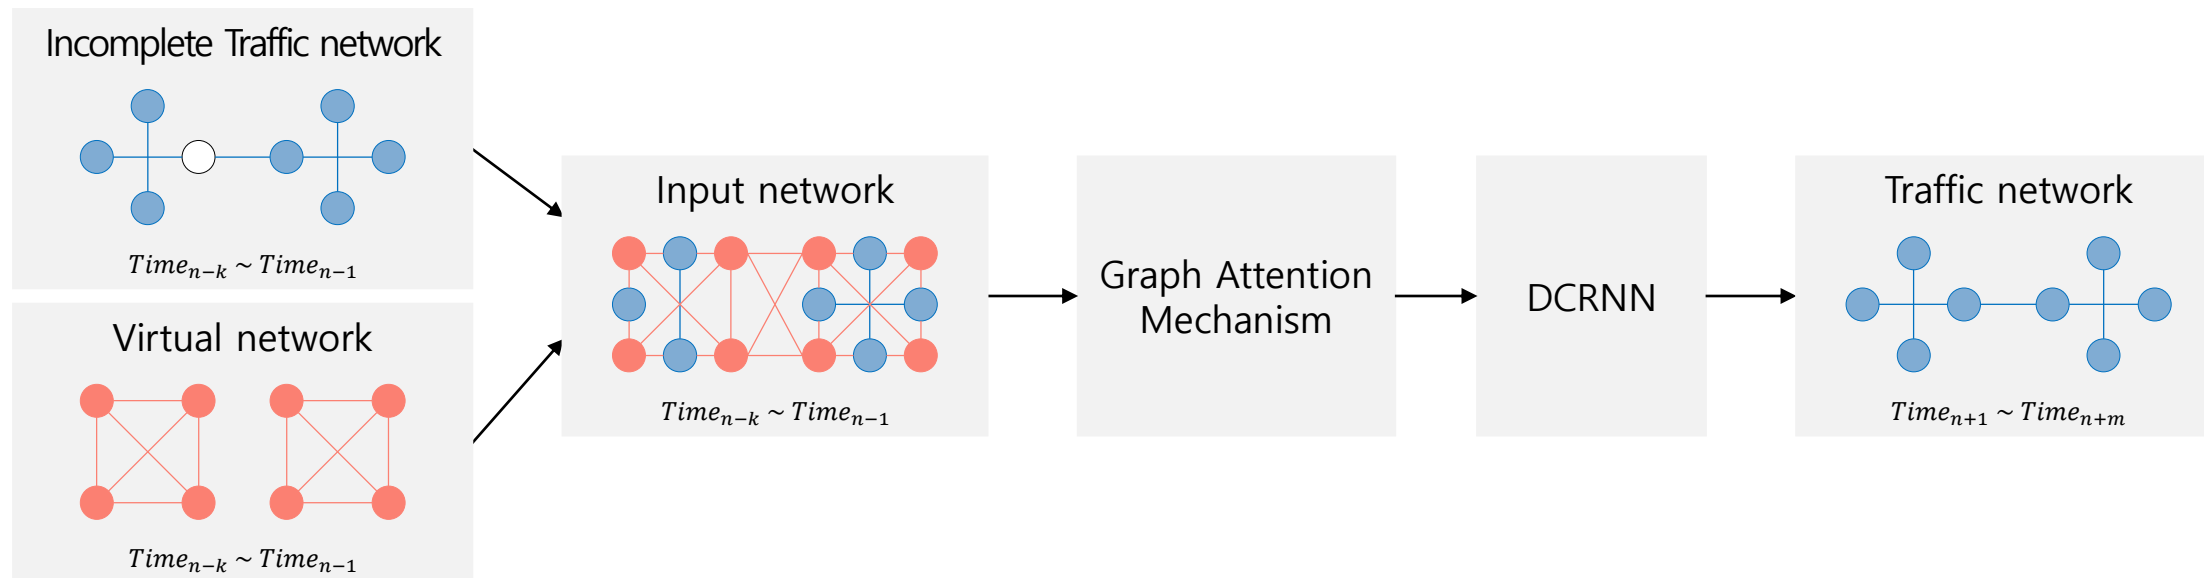 Incomplete Traffic network
Time_{n-k} ~ Time_{n-1}
Virtual network
Time_{n-k} ~ Time_{n-1}
Input network
Time_{n-k} ~ Time_{n-1}
Graph Attention
Mechanism
DCRNN
Traffic network
Time_{n+1} ~ Time_{n+m}